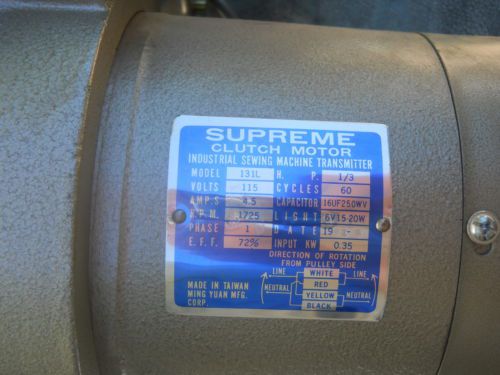 SUPREME
CLUTCH MOTOR
INDUSTRIAL SEWING MACHINE TRANSMITTER
MODEL 131L H. P. 1/3
VOLTS 115 CYCLES 60
AMP.S 4.5 CAPACITOR 16UF250WV
R.P.M. 1725 LIGHT 6V15-20W
PHASE 1 DATE 19 -
E.F.F. 72% INPUT KW 0.35
DIRECTION OF ROTATION
FROM PULLEY SIDE
LINE WHITE LINE
RED
NEUTRAL YELLOW NEUTRAL
BLACK
MADE IN TAIWAN
MING YUAN MFG.
CORP.